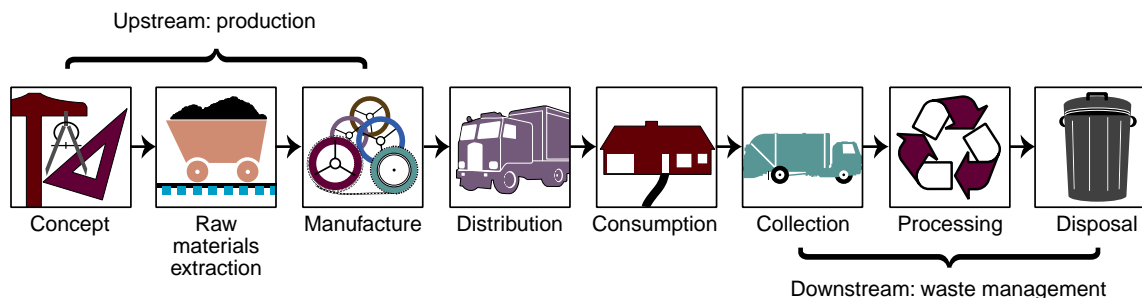 Upstream: production
Concept
Raw
materials
extraction
Manufacture
Distribution
Consumption
Collection
Processing
Disposal
Downstream: waste management